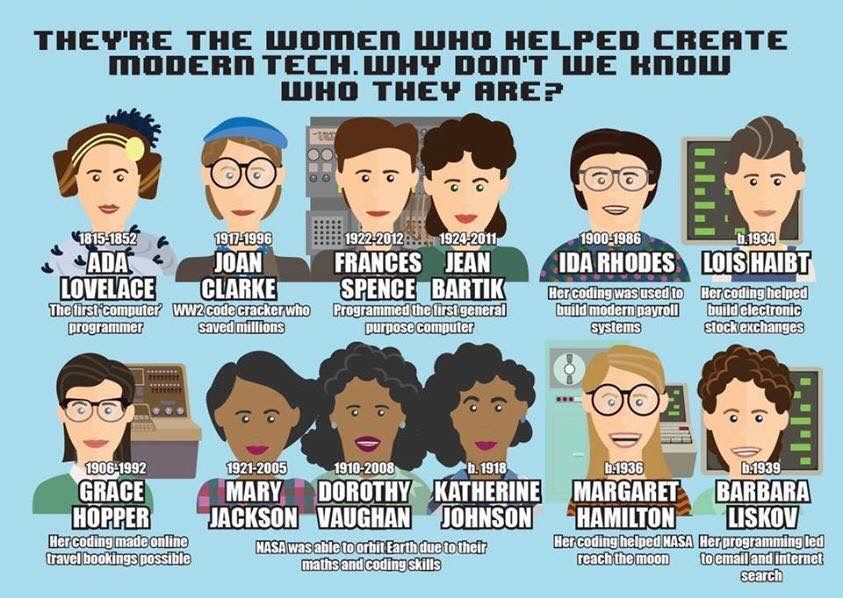 THEY'RE THE WOMEN WHO HELPED CREATE
MODERN TECH. WHY DON'T WE KNOW
WHO THEY ARE?
1815-1852
ADA
LOVELACE
The first 'computer'
programmer
1917-1996
JOAN
CLARKE
WW2 code cracker who
saved millions
1922-2012
FRANCES
SPENCE
1924-2011
JEAN
BARTIK
Programmed the first general
purpose computer
1900-1986
IDA RHODES
Her coding was used to
build modern payroll
systems
b.1934
LOIS HAIBT
Her coding helped
build electronic
stock exchanges
1906-1992
GRACE
HOPPER
Her coding made online
travel bookings possible
1921-2005
MARY
JACKSON
1910-2008
DOROTHY
VAUGHAN
b. 1918
KATHERINE
JOHNSON
NASA was able to orbit Earth due to their
maths and coding skills
b.1936
MARGARET
HAMILTON
Her coding helped NASA
reach the moon
b.1939
BARBARA
LISKOV
Her programming led
to email and internet
search